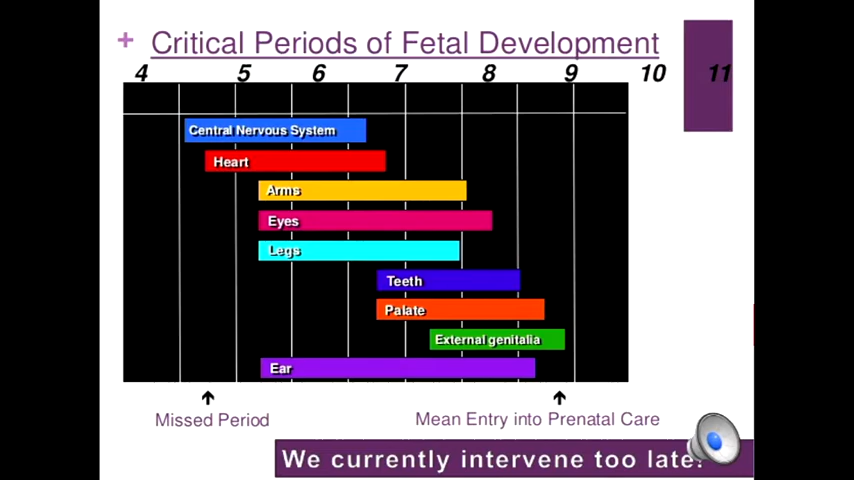 + Critical Periods of Fetal Development
4 5 6 7 8 9 10 11
Central Nervous System
Heart
Arms
Eyes
Legs
Teeth
Palate
External genitalia
Ear
Missed Period Mean Entry into Prenatal Care
We currently intervene too late!